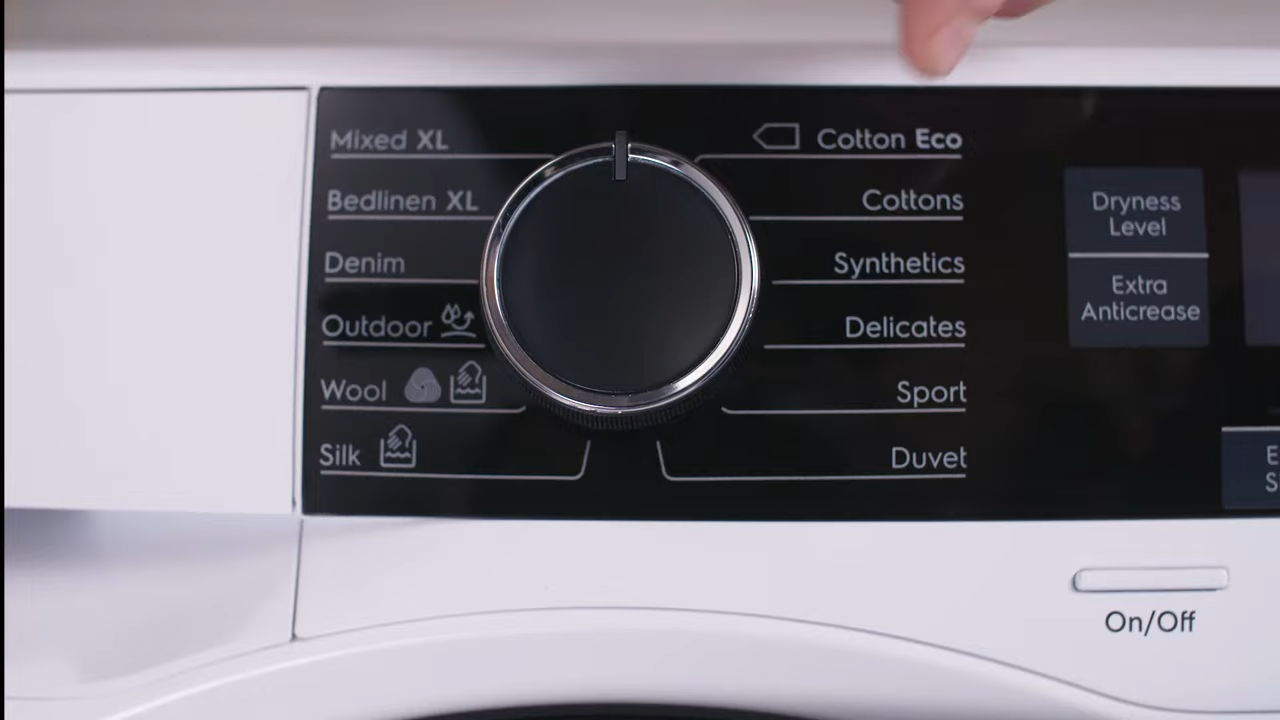 Mixed XL
Bedlinen XL
Denim
Outdoor
Wool
Silk
Cotton Eco
Cottons
Synthetics
Delicates
Sport
Duvet
Dryness
Level
Extra
Anticrease
On/Off